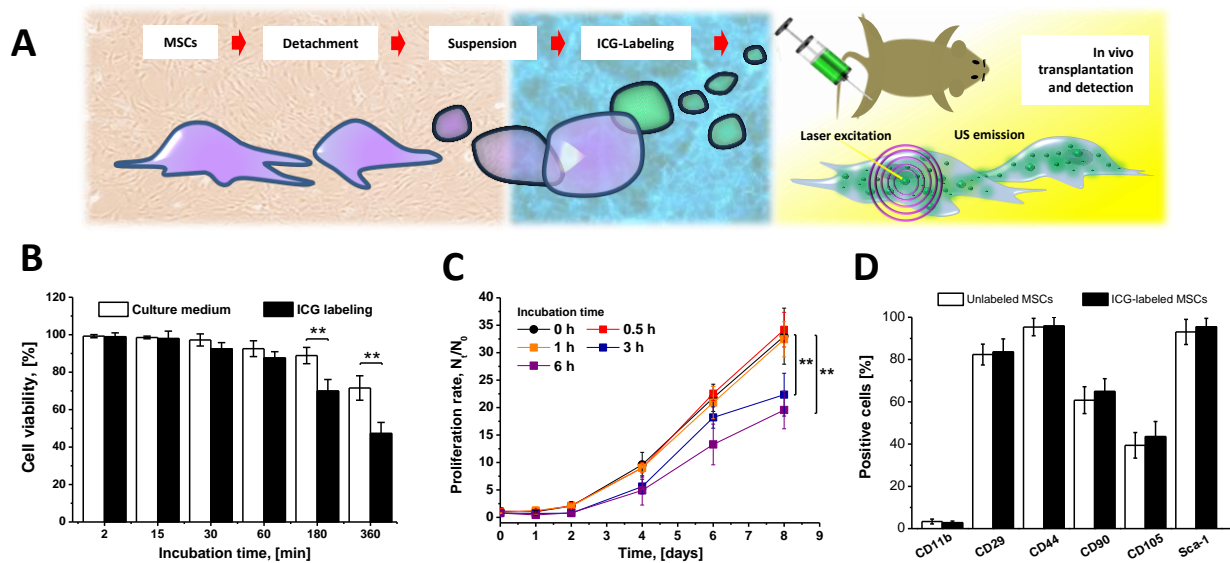 A
MSCs
Detachment
Suspension
ICG-Labeling
In vivo
transplantation
and detection
Laser excitation
US emission
B
Culture medium
ICG labeling
**
**
Cell viability, [%]
120
100
80
60
40
20
0
2
15
30
60
180
360
Incubation time, [min]
C
Incubation time
0 h
0.5 h
1 h
3 h
6 h
**
**
Proliferation rate, Nt/N0
40
35
30
25
20
15
10
5
0
0
1
2
3
4
5
6
7
8
9
Time, [days]
D
Unlabeled MSCs
ICG-labeled MSCs
Positive cells [%]
100
80
60
40
20
0
CD11b
CD29
CD44
CD90
CD105
Sca-1